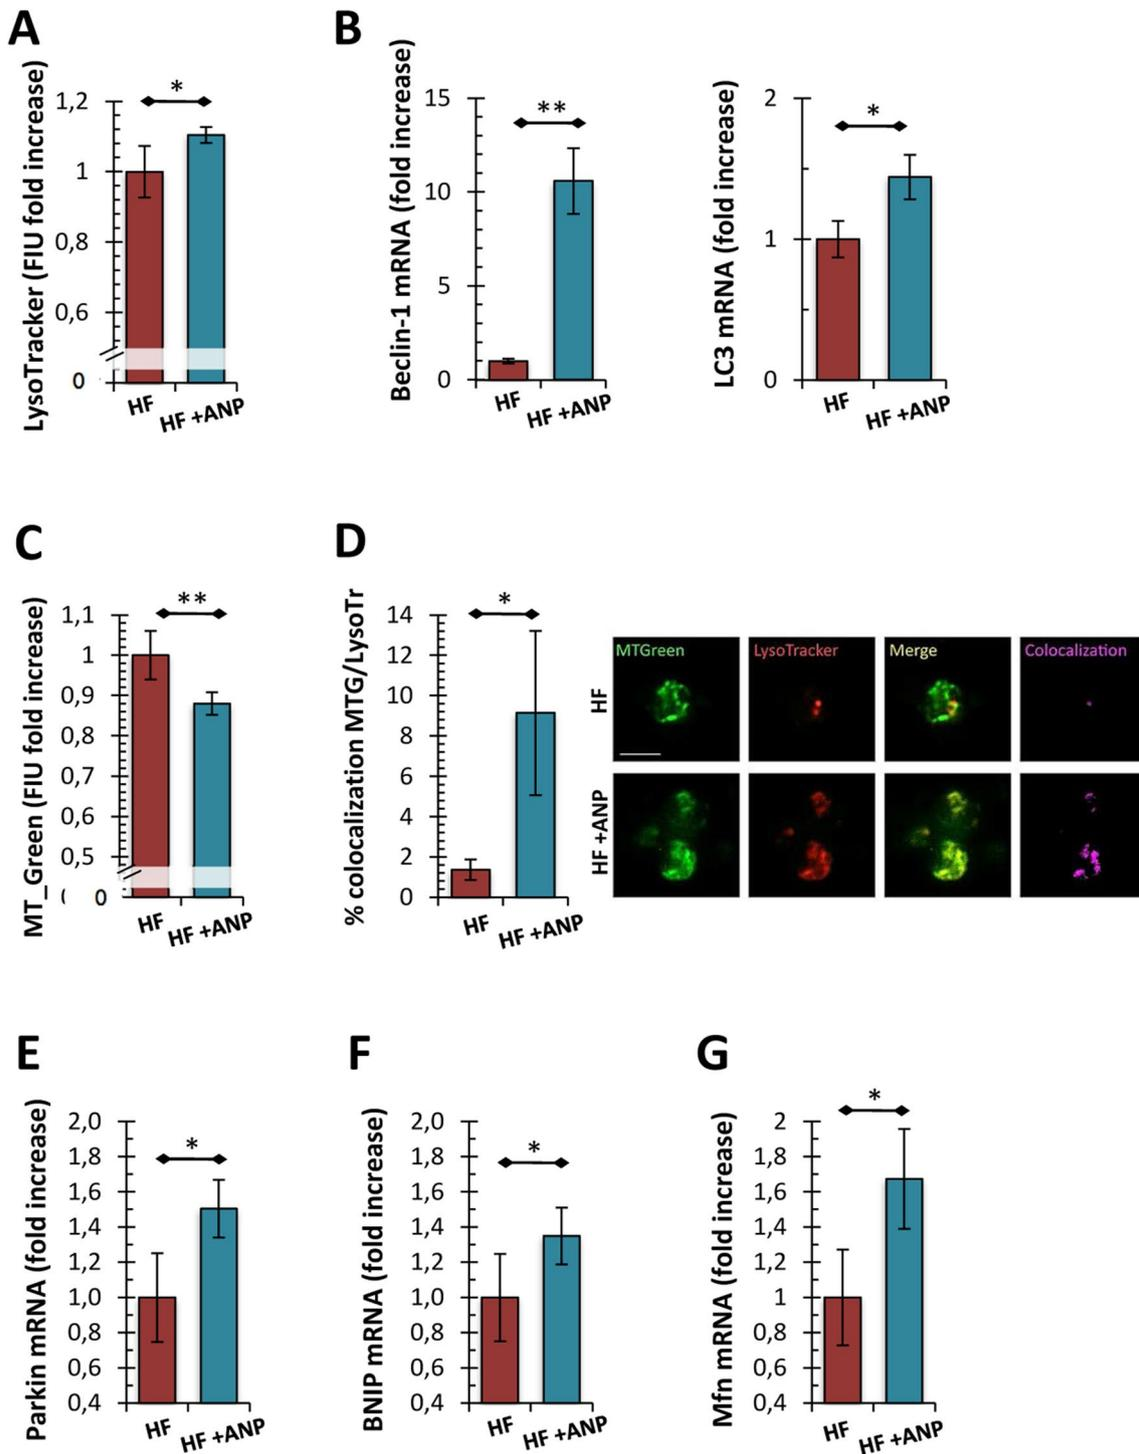 A
LysoTracker (FIU fold increase)
1,2
1
0,8
0,6
0
*
HF
HF +ANP
B
Beclin-1 mRNA (fold increase)
15
10
5
0
**
HF
HF +ANP
LC3 mRNA (fold increase)
2
1
0
*
HF
HF +ANP
C
MT_Green (FIU fold increase)
1,1
1
0,9
0,8
0,7
0,6
0,5
0
**
HF
HF +ANP
D
% colocalization MTG/LysoTr
14
12
10
8
6
4
2
0
*
HF
HF +ANP
MTGreen
LysoTracker
Merge
Colocalization
HF
HF +ANP
E
Parkin mRNA (fold increase)
2,0
1,8
1,6
1,4
1,2
1,0
0,8
0,6
0,4
*
HF
HF +ANP
F
BNIP mRNA (fold increase)
2,0
1,8
1,6
1,4
1,2
1,0
0,8
0,6
0,4
*
HF
HF +ANP
G
Mfn mRNA (fold increase)
2
1,8
1,6
1,4
1,2
1
0,8
0,6
0,4
*
HF
HF +ANP